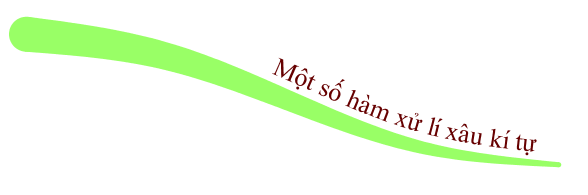 Một số hàm xử lí xâu kí tự